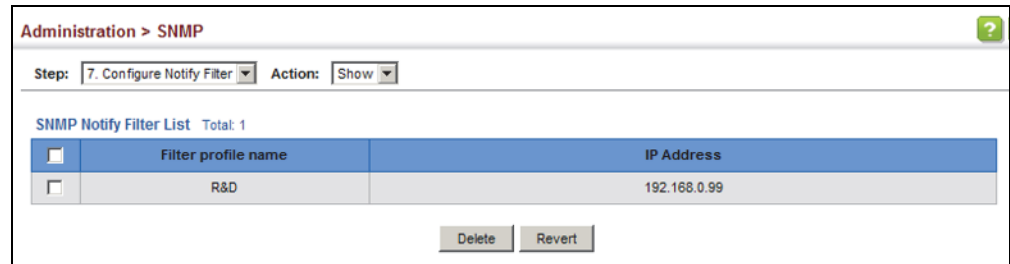 Administration > SNMP
?
Step: 7. Configure Notify Filter Action: Show
SNMP Notify Filter List Total: 1
Filter profile name IP Address
R&D 192.168.0.99
Delete Revert